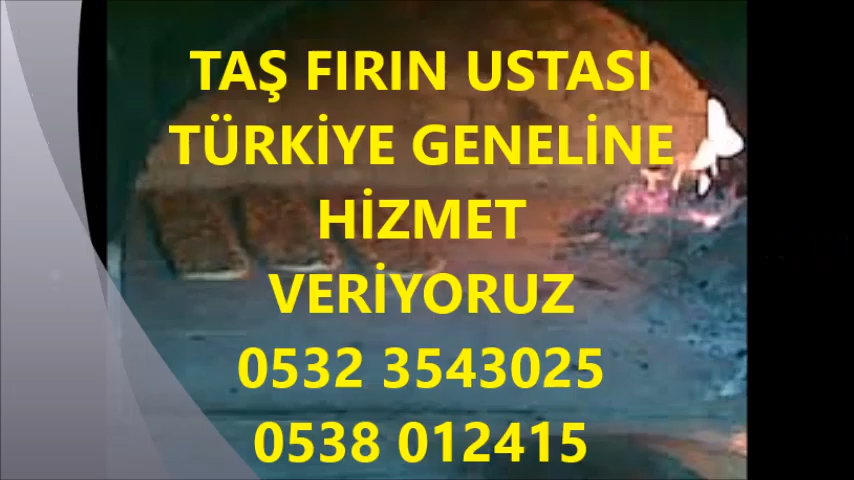 TAŞ FIRIN USTASI
TÜRKİYE GENELİNE
HİZMET
VERİYORUZ
0532 3543025
0538 012415